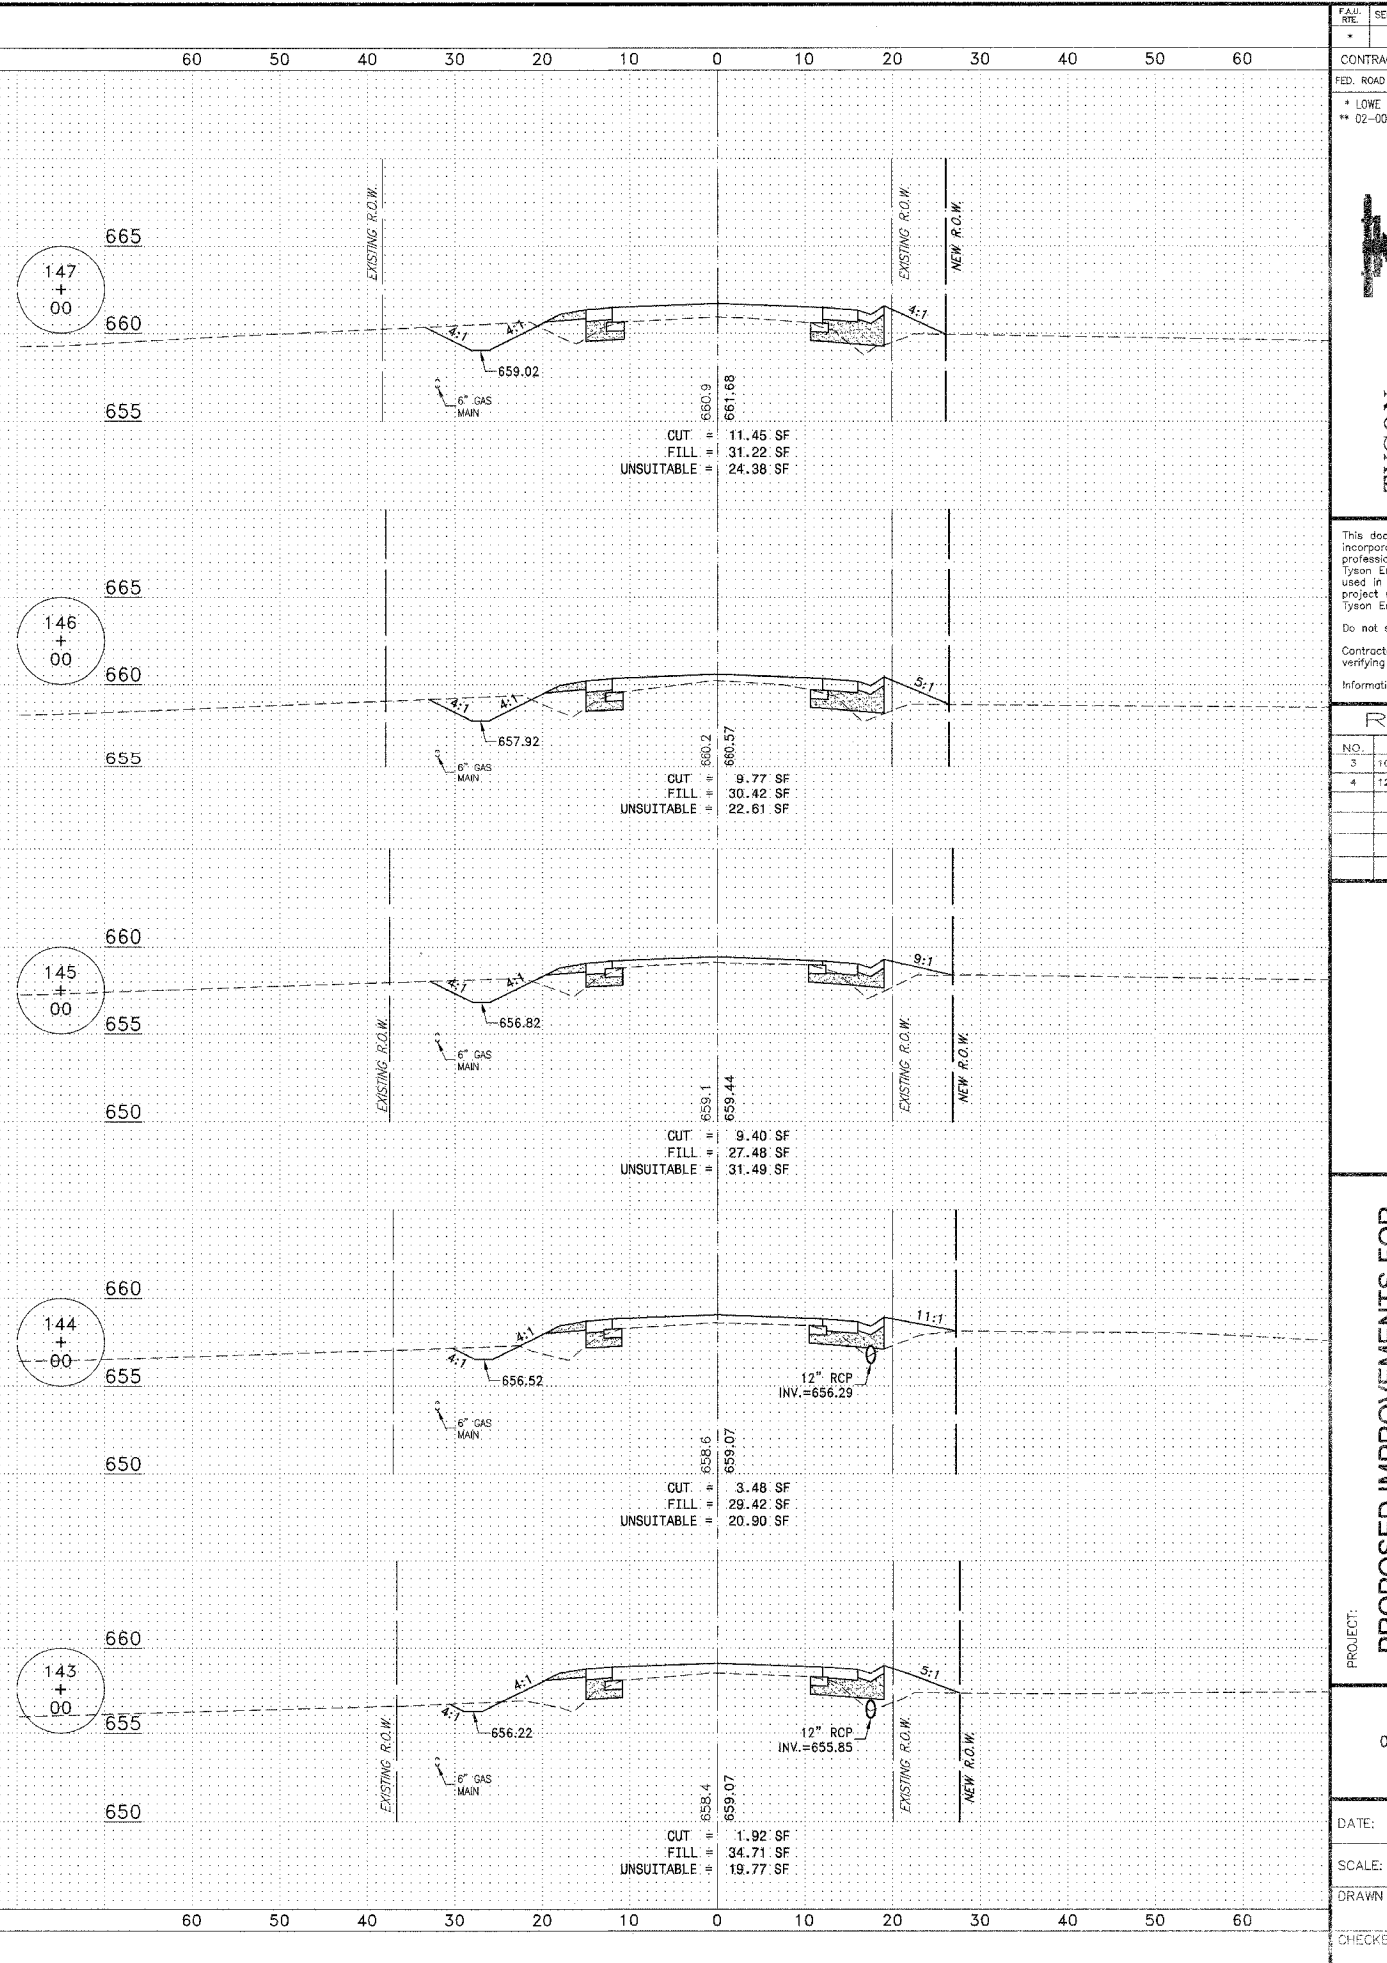 60 50 40 30 20 10 0 10 20 30 40 50 60
F.A.U. RTE.
*
FED. ROAD
* LOWE
** 02-00
EXISTING R.O.W.
EXISTING R.O.W.
NEW R.O.W.
147
+
00
665
660
655
4:1
4:1
4:1
659.02
6" GAS
MAIN
660.9
661.68
CUT = 11.45 SF
FILL = 31.22 SF
UNSUITABLE = 24.38 SF
146
+
00
665
660
655
4:1
4:1
5:1
657.92
6" GAS
MAIN
660.2
660.57
CUT = 9.77 SF
FILL = 30.42 SF
UNSUITABLE = 22.61 SF
145
+
00
660
655
650
4:1
4:1
9:1
656.82
6" GAS
MAIN
EXISTING R.O.W.
EXISTING R.O.W.
NEW R.O.W.
659.1
659.44
CUT = 9.40 SF
FILL = 27.48 SF
UNSUITABLE = 31.49 SF
144
+
00
660
655
650
4:1
4:1
11:1
656.52
12" RCP
INV.=656.29
6" GAS
MAIN
658.6
659.07
CUT = 3.48 SF
FILL = 29.42 SF
UNSUITABLE = 20.90 SF
143
+
00
660
655
650
4:1
4:1
5:1
656.22
12" RCP
INV.=655.85
6" GAS
MAIN
EXISTING R.O.W.
EXISTING R.O.W.
NEW R.O.W.
658.4
659.07
CUT = 1.92 SF
FILL = 34.71 SF
UNSUITABLE = 19.77 SF
60 50 40 30 20 10 0 10 20 30 40 50 60
This
used in
project
Do not
verifying
NO.
3
4
PROJECT:
PROPOSED IMPROVEMENTS FOR
DATE:
SCALE:
DRAWN